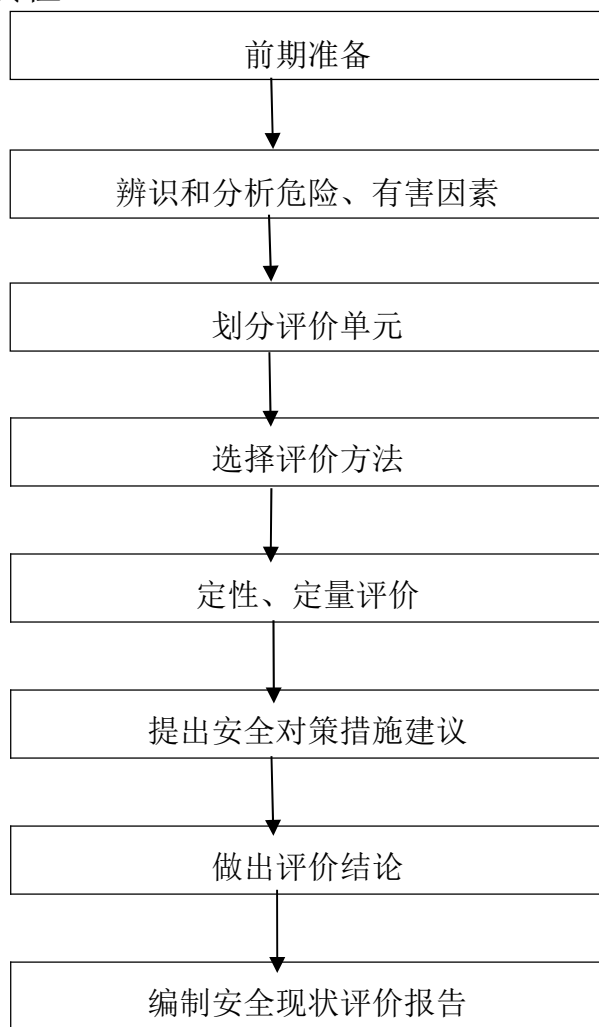 前期准备
辨识和分析危险、有害因素
划分评价单元
选择评价方法
定性、定量评价
提出安全对策措施建议
做出评价结论
编制安全现状评价报告